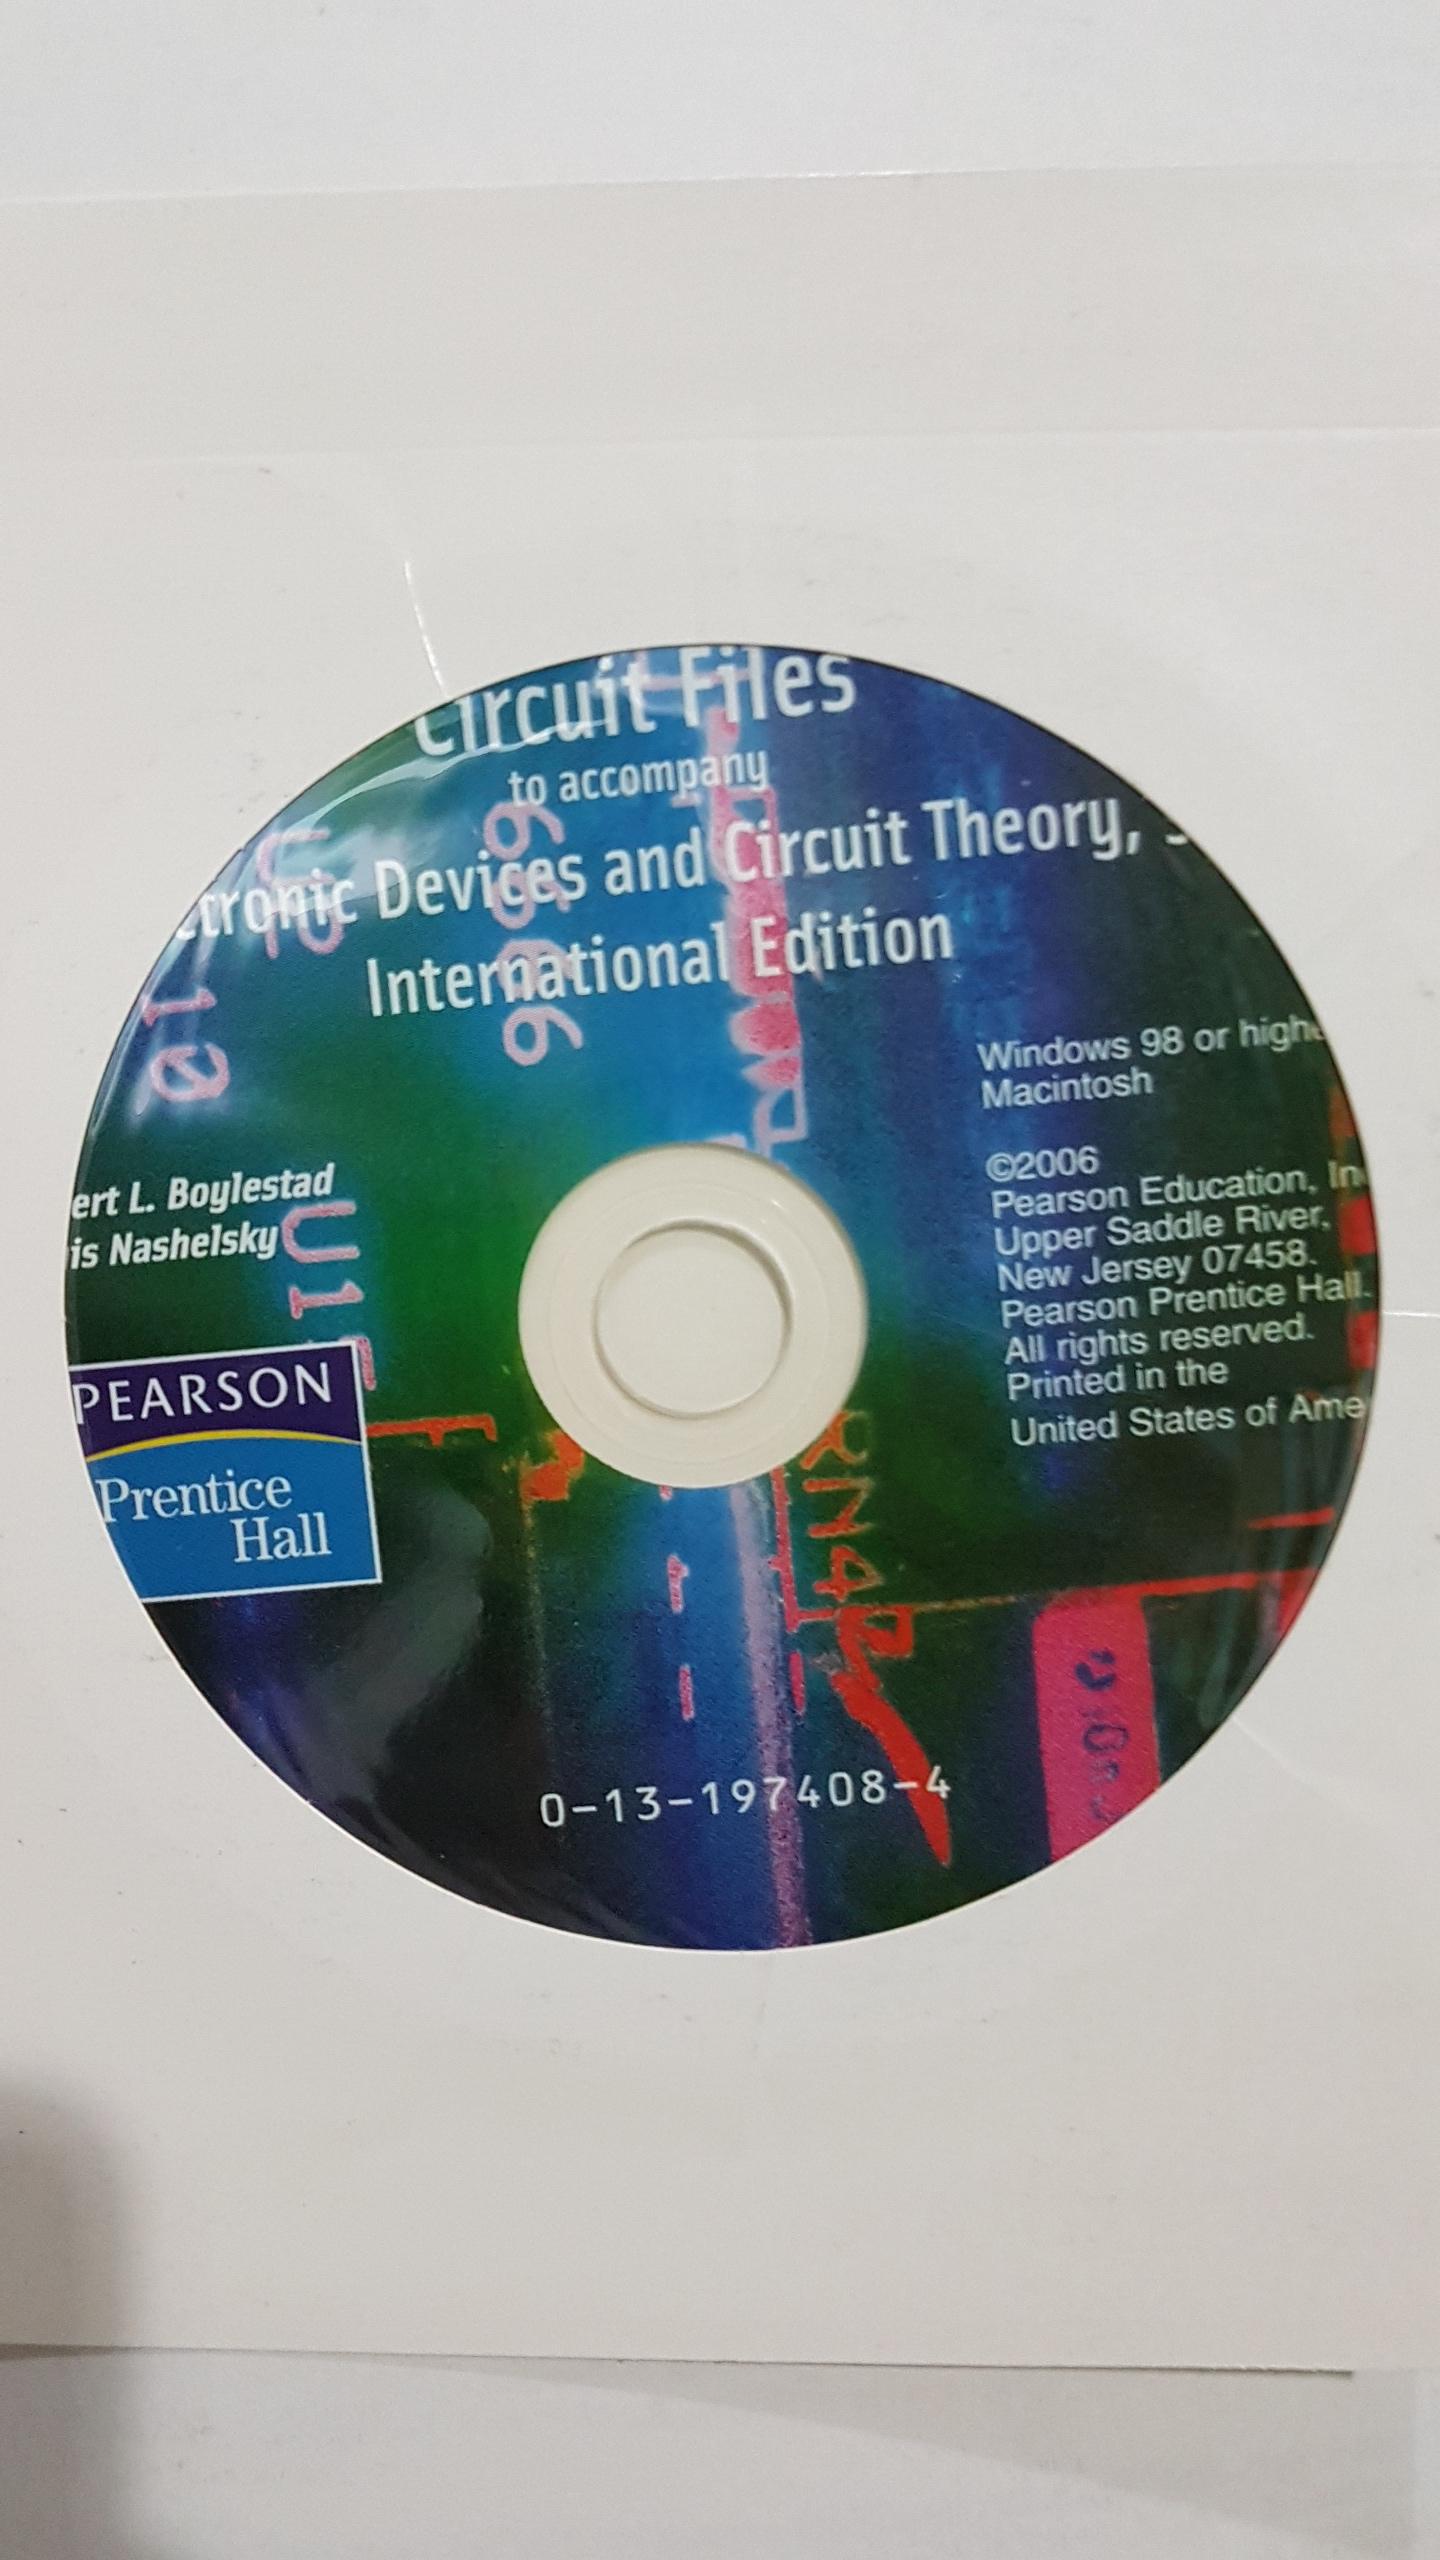 Circuit Files
to accompany
ctronic Devices and Circuit Theory,
International Edition
Windows 98 or highe
Macintosh
©2006
Pearson Education, In
Upper Saddle River,
New Jersey 07458.
Pearson Prentice Hall.
All rights reserved.
Printed in the
United States of Ame
ert L. Boylestad
is Nashelsky
PEARSON
Prentice
Hall
U1
RN4
0-13-197408-4